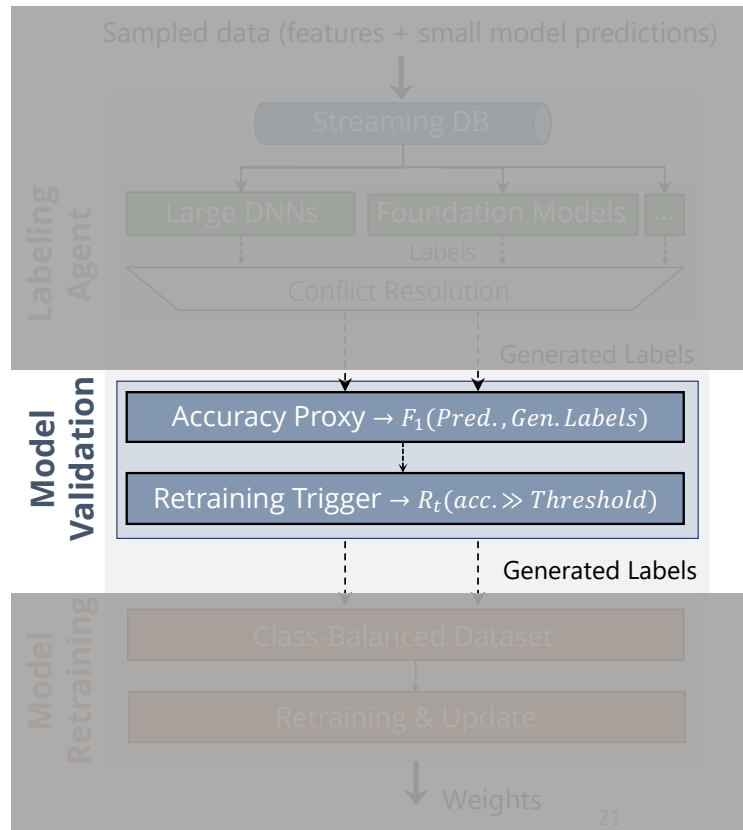 Sampled data (features + small model predictions)
Streaming DB
Labeling
Agent
Large DNNs
Foundation Models
...
Labels
Conflict Resolution
Generated Labels
Model
Validation
Accuracy Proxy → F₁(Pred., Gen. Labels)
Retraining Trigger → Rₜ(acc. ≫ Threshold)
Generated Labels
Model
Retraining
Class-Balanced Dataset
Retraining & Update
Weights
21